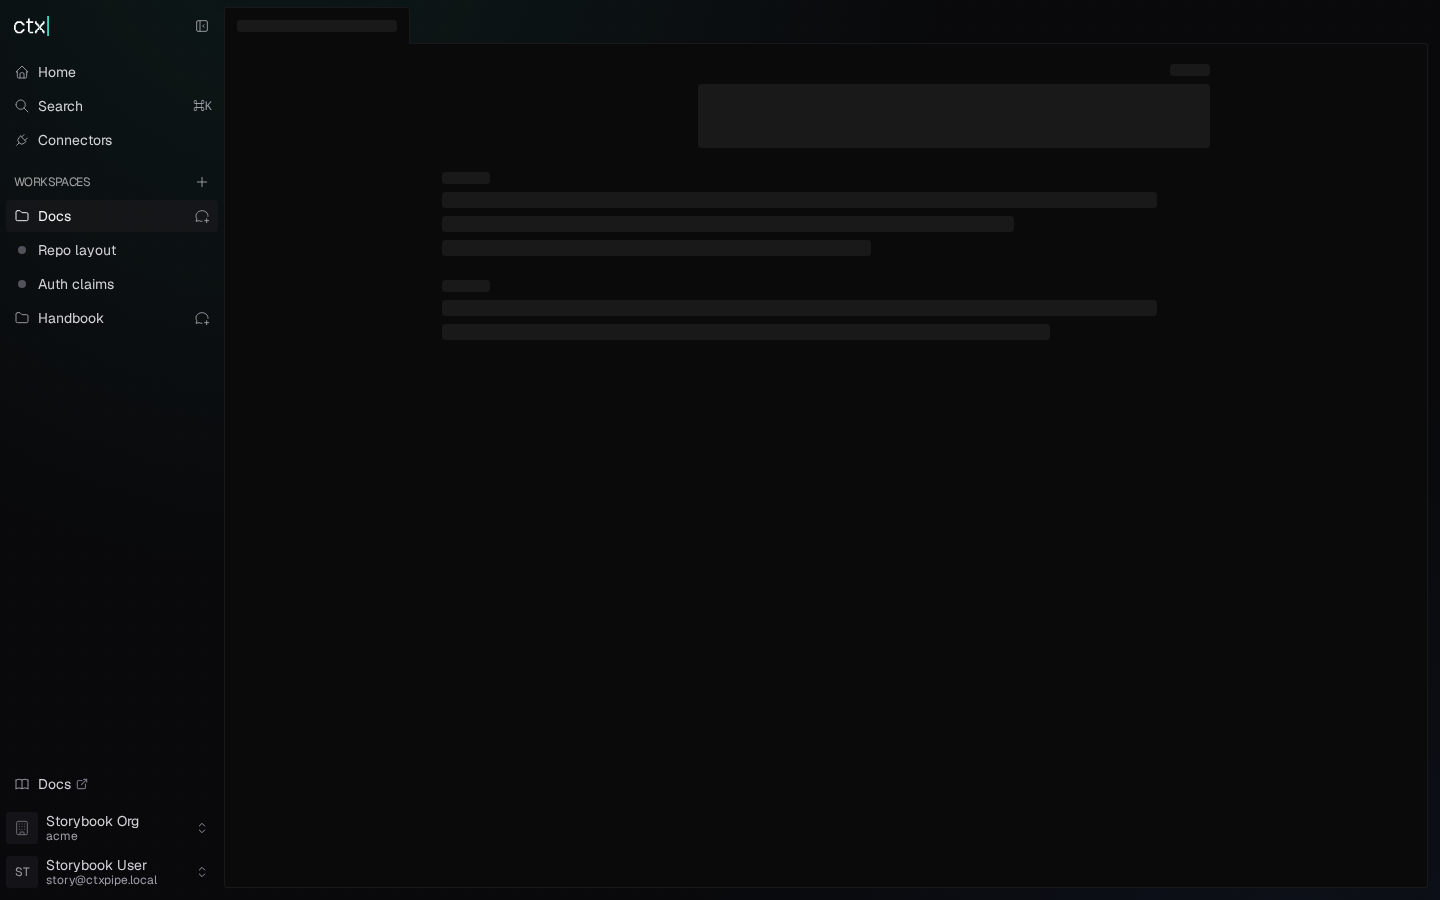 ctx
Home
Search ⌘K
Connectors
WORKSPACES
Docs
Repo layout
Auth claims
Handbook
Docs
Storybook Org
acme
ST
Storybook User
story@ctxpipe.local